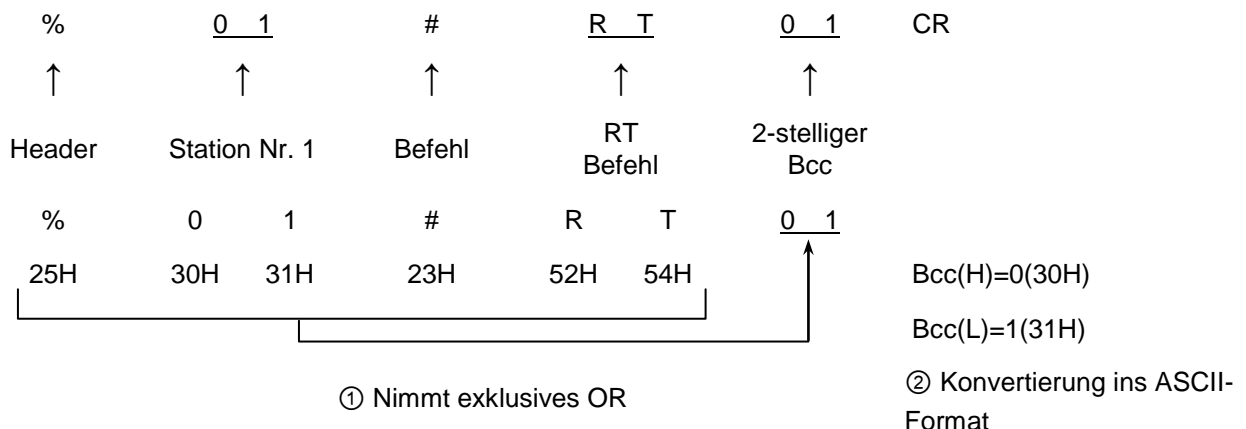 % 0 1 # R T 0 1 CR
↑ ↑ ↑ ↑ ↑
Header Station Nr. 1 Befehl RT Befehl 2-stelliger Bcc
% 0 1 # R T 0 1
25H 30H 31H 23H 52H 54H Bcc(H)=0(30H)
Bcc(L)=1(31H)
① Nimmt exklusives OR
② Konvertierung ins ASCII-
Format